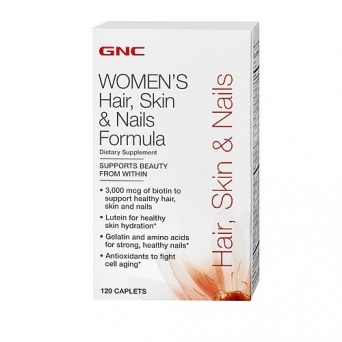 GNC
WOMEN'S
Hair, Skin
& Nails
Formula
Dietary Supplement
SUPPORTS BEAUTY
FROM WITHIN
• 3,000 mcg of biotin to
support healthy hair,
skin and nails
• Lutein for healthy
skin hydration*
• Gelatin and amino acids
for strong, healthy nails*
• Antioxidants to fight
cell aging*
120 CAPLETS
Hair, Skin & Nails